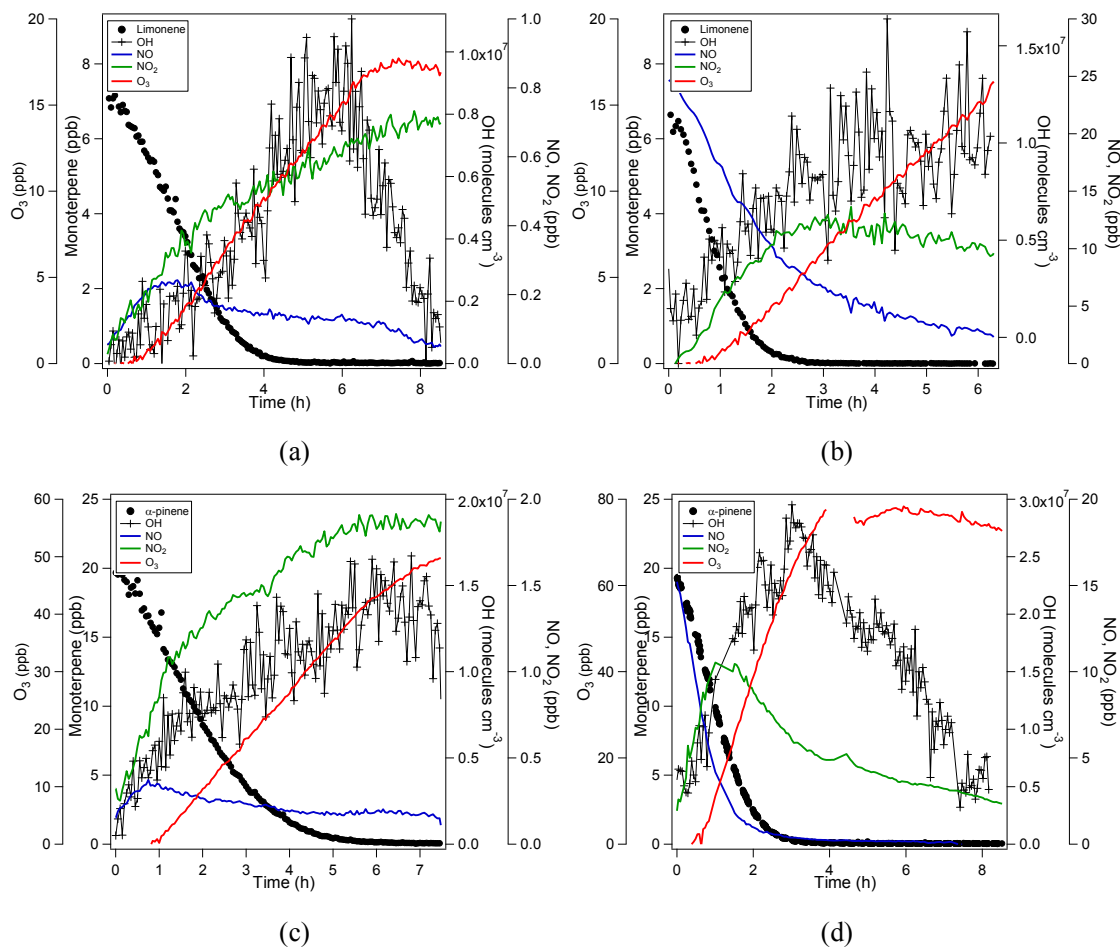 20
15
10
5
0
O3 (ppb)
8
6
4
2
0
Monoterpene (ppb)
Limonene
OH
NO
NO2
O3
1.0x10^7
0.8
0.6
0.4
0.2
0.0
OH (molecules cm^-3)
1.0
0.8
0.6
0.4
0.2
0.0
NO, NO2 (ppb)
0
2
4
6
8
Time (h)
(a)
20
15
10
5
0
O3 (ppb)
8
6
4
2
0
Monoterpene (ppb)
Limonene
OH
NO
NO2
O3
1.5x10^7
1.0
0.5
0.0
OH (molecules cm^-3)
30
25
20
15
10
5
0
NO, NO2 (ppb)
0
1
2
3
4
5
6
Time (h)
(b)
60
50
40
30
20
10
0
O3 (ppb)
25
20
15
10
5
0
Monoterpene (ppb)
α-pinene
OH
NO
NO2
O3
2.0x10^7
1.5
1.0
0.5
0.0
OH (molecules cm^-3)
2.0
1.5
1.0
0.5
0.0
NO, NO2 (ppb)
0
1
2
3
4
5
6
7
Time (h)
(c)
80
60
40
20
0
O3 (ppb)
25
20
15
10
5
0
Monoterpene (ppb)
α-pinene
OH
NO
NO2
O3
3.0x10^7
2.5
2.0
1.5
1.0
0.5
0.0
OH (molecules cm^-3)
20
15
10
5
0
NO, NO2 (ppb)
0
2
4
6
8
Time (h)
(d)